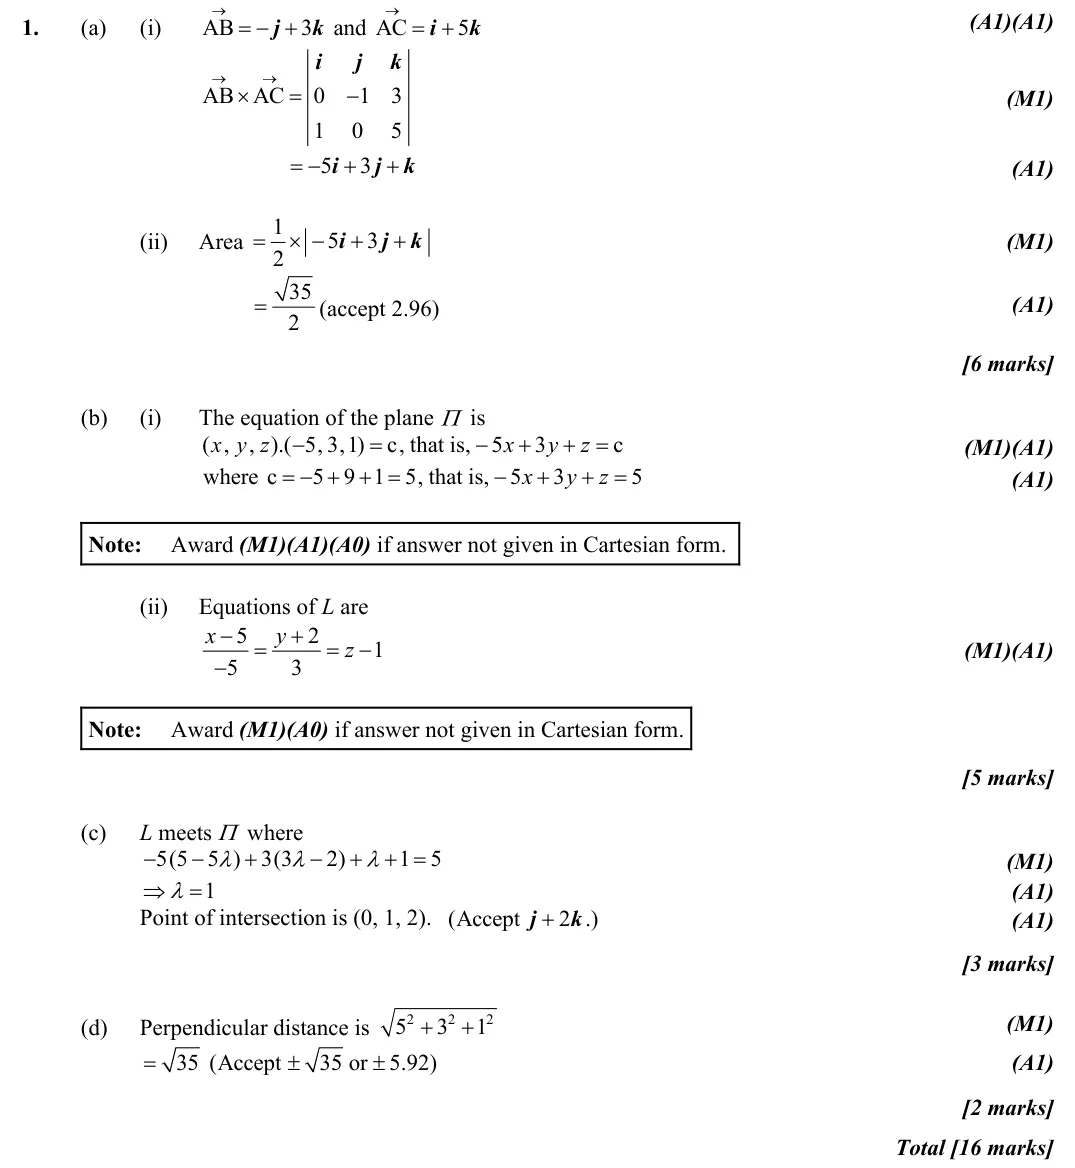 1. (a) (i) AB→ = −j + 3k and AC→ = i + 5k (A1)(A1)
AB→ × AC→ = | i j k |
| 0 −1 3 | (M1)
| 1 0 5 |
= −5i + 3j + k (A1)
(ii) Area = 1/2 × | −5i + 3j + k | (M1)
= √35/2 (accept 2.96) (A1)
[6 marks]
(b) (i) The equation of the plane Π is
(x, y, z).(−5, 3, 1) = c, that is, −5x + 3y + z = c (M1)(A1)
where c = −5 + 9 + 1 = 5, that is, −5x + 3y + z = 5 (A1)
Note: Award (M1)(A1)(A0) if answer not given in Cartesian form.
(ii) Equations of L are
(x − 5)/−5 = (y + 2)/3 = z − 1 (M1)(A1)
Note: Award (M1)(A0) if answer not given in Cartesian form.
[5 marks]
(c) L meets Π where
−5(5 − 5λ) + 3(3λ − 2) + λ + 1 = 5 (M1)
⇒ λ = 1 (A1)
Point of intersection is (0, 1, 2). (Accept j + 2k.) (A1)
[3 marks]
(d) Perpendicular distance is √(5² + 3² + 1²) (M1)
= √35 (Accept ± √35 or ± 5.92) (A1)
[2 marks]
Total [16 marks]